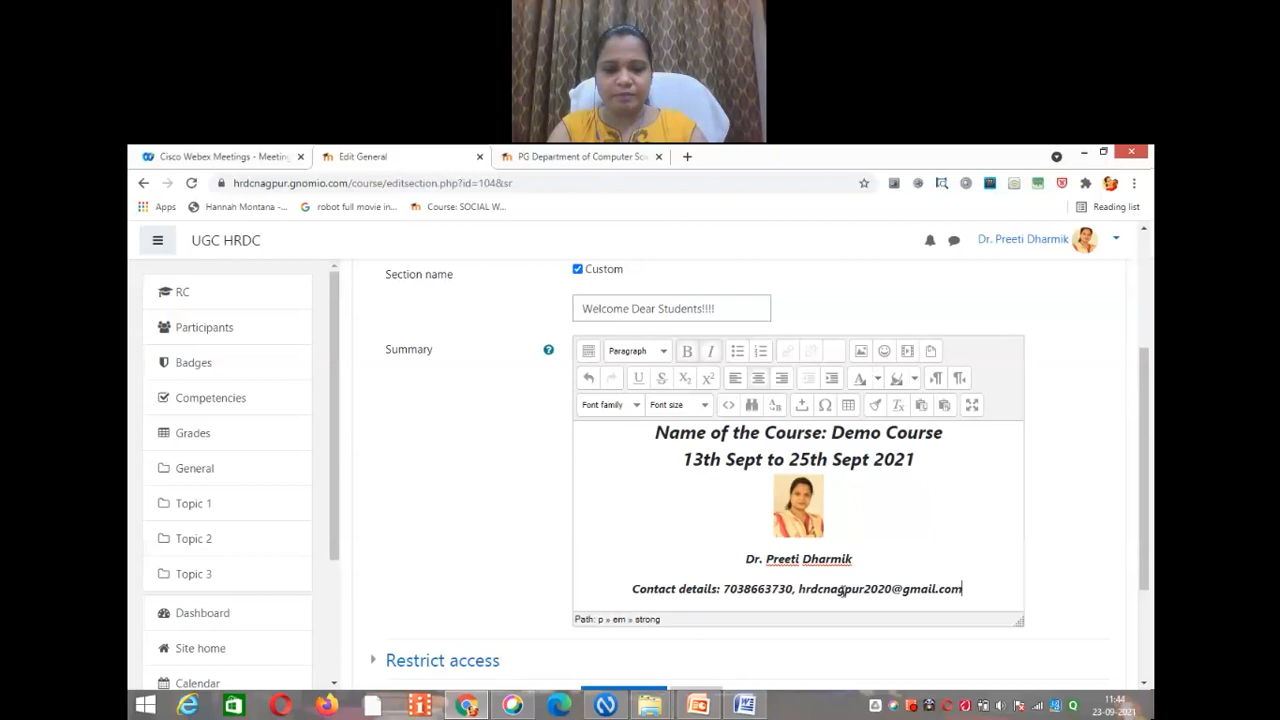 Cisco Webex Meetings - Meeting
Edit General
PG Department of Computer Sc
hrdcnagpur.gnomio.com/course/editsection.php?id=104&sr
Apps
Hannah Montana -...
robot full movie in...
Course: SOCIAL W...
Reading list
UGC HRDC
Dr. Preeti Dharmik
RC
Participants
Badges
Competencies
Grades
General
Topic 1
Topic 2
Topic 3
Dashboard
Site home
Calendar
Section name
Custom
Welcome Dear Students!!!!
Summary
Paragraph
Font family
Font size
Name of the Course: Demo Course
13th Sept to 25th Sept 2021
Dr. Preeti Dharmik
Contact details: 7038663730, hrdcnagpur2020@gmail.com
Path: p » em » strong
Restrict access
11:44
23-09-2021